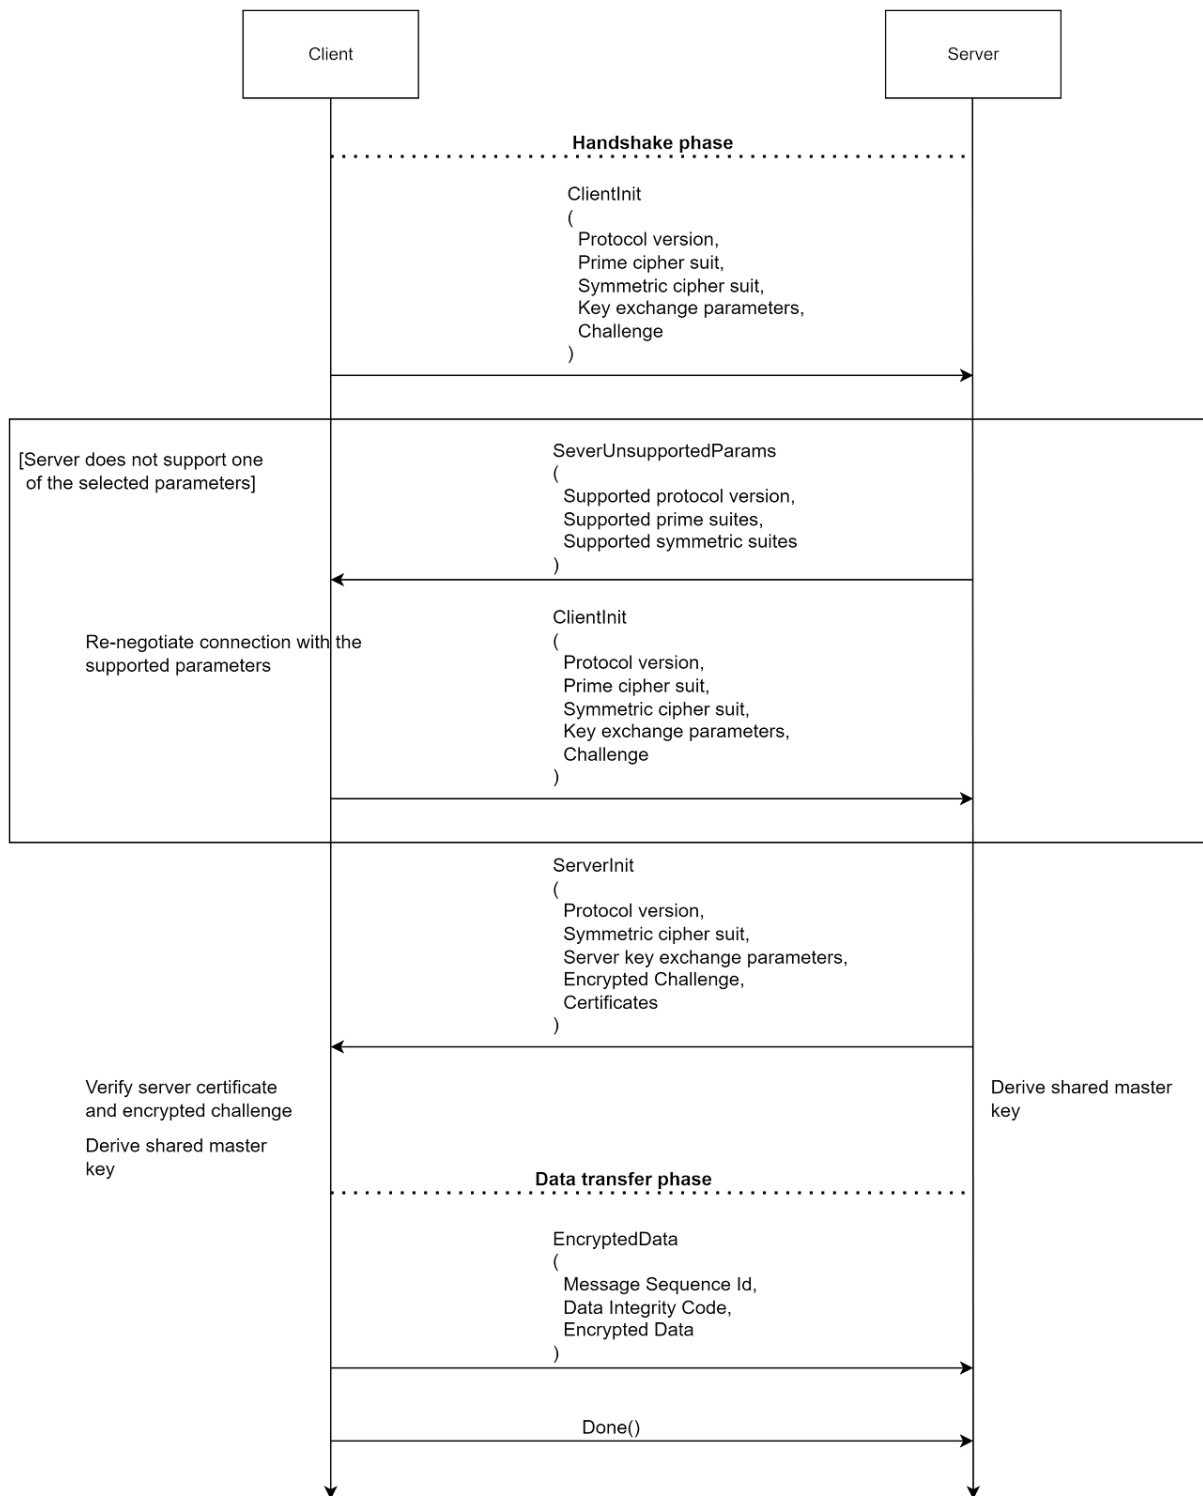 Client
Server
Handshake phase
ClientInit
(
Protocol version,
Prime cipher suit,
Symmetric cipher suit,
Key exchange parameters,
Challenge
)
[Server does not support one
of the selected parameters]
SeverUnsupportedParams
(
Supported protocol version,
Supported prime suites,
Supported symmetric suites
)
Re-negotiate connection with the
supported parameters
ClientInit
(
Protocol version,
Prime cipher suit,
Symmetric cipher suit,
Key exchange parameters,
Challenge
)
ServerInit
(
Protocol version,
Symmetric cipher suit,
Server key exchange parameters,
Encrypted Challenge,
Certificates
)
Verify server certificate
and encrypted challenge
Derive shared master
key
Derive shared master
key
Data transfer phase
EncryptedData
(
Message Sequence Id,
Data Integrity Code,
Encrypted Data
)
Done()